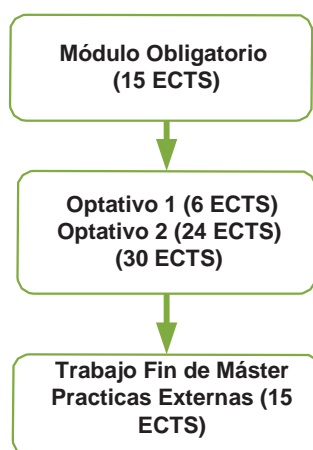 Módulo Obligatorio
(15 ECTS)
Optativo 1 (6 ECTS)
Optativo 2 (24 ECTS)
(30 ECTS)
Trabajo Fin de Máster
Practicas Externas (15
ECTS)